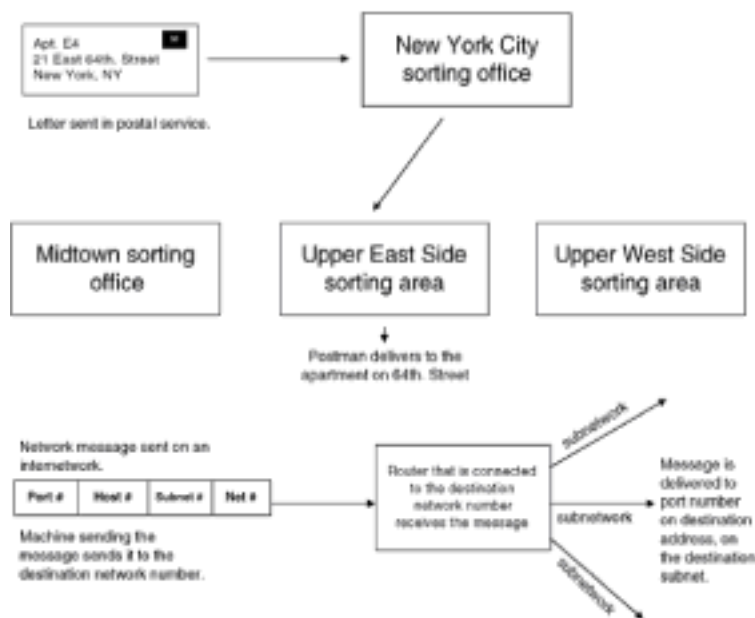 Apt. E4
21 East 64th. Street
New York, NY
Letter sent in postal service.
New York City
sorting office
Midtown sorting
office
Upper East Side
sorting area
Upper West Side
sorting area
Postman delivers to the
apartment on 64th. Street
Network message sent on an
internetwork.
Port #
Host #
Subnet #
Net #
Machine sending the
message sends it to the
destination network number.
Router that is connected
to the destination
network number
receives the message
subnetwork
subnetwork
subnetwork
Message is
delivered to
port number
on destination
address, on
the destination
subnet.